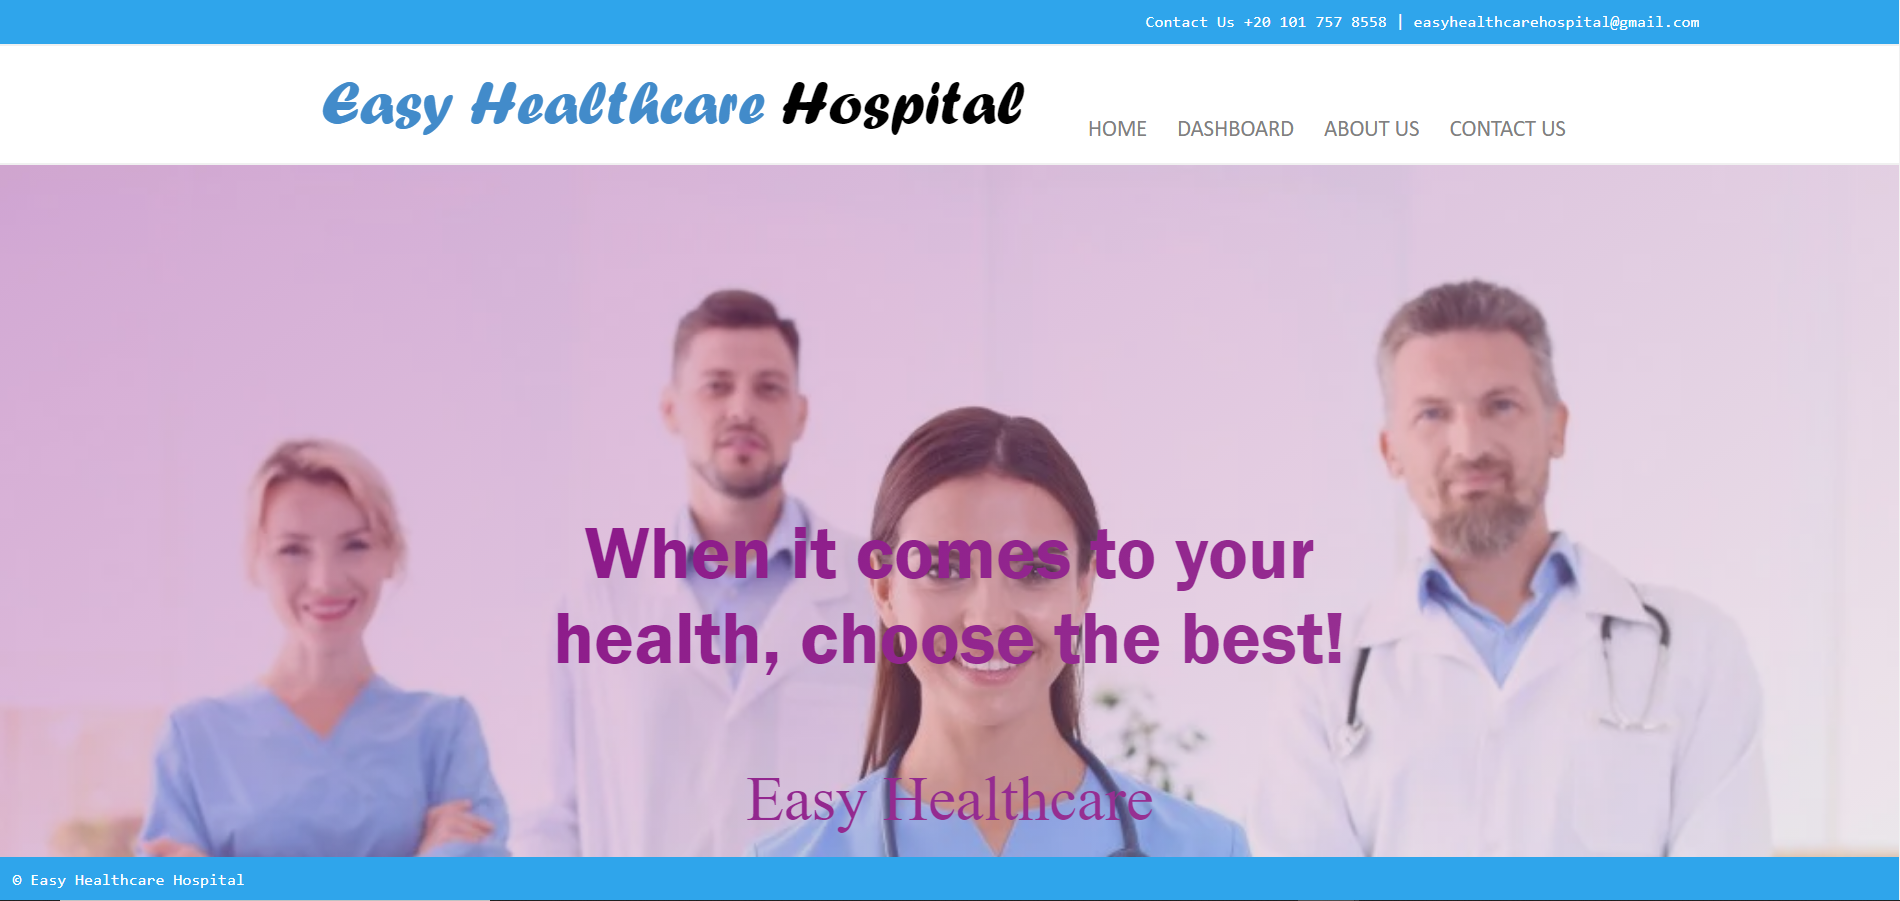 Contact Us +20 101 757 8558 | easyhealthcarehospital@gmail.com
Easy Healthcare Hospital
HOME DASHBOARD ABOUT US CONTACT US
When it comes to your
health, choose the best!
Easy Healthcare
© Easy Healthcare Hospital